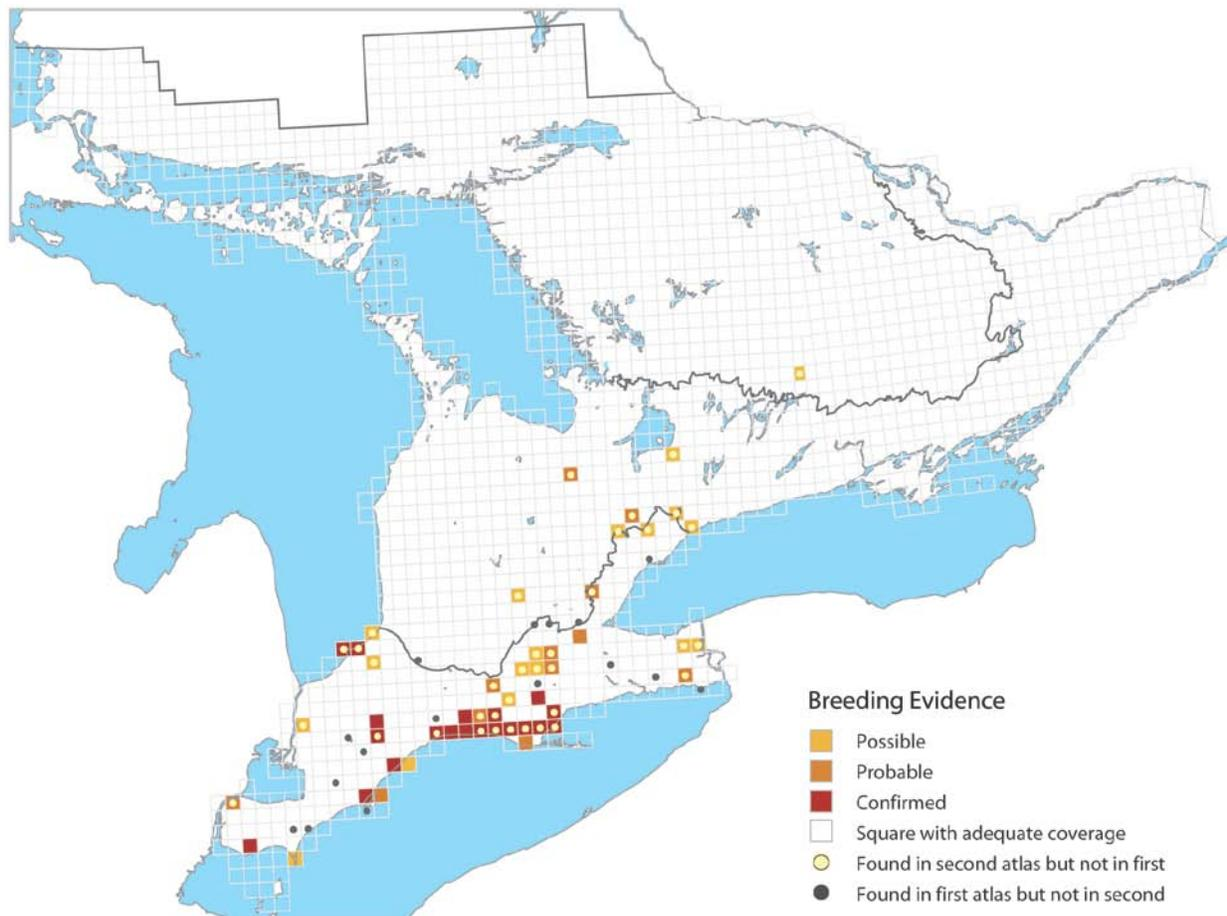 Breeding Evidence
Possible
Probable
Confirmed
Square with adequate coverage
Found in second atlas but not in first
Found in first atlas but not in second